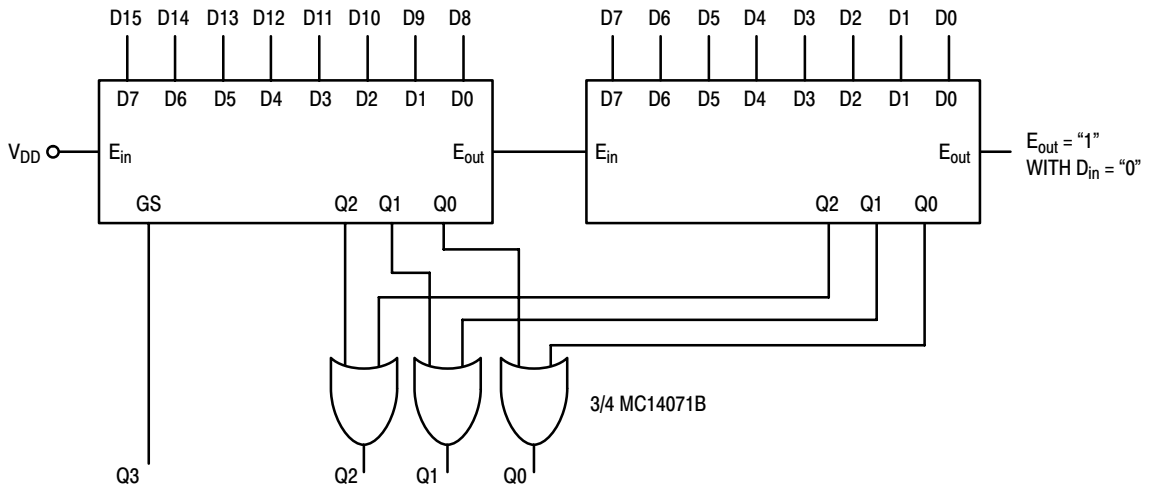 D15 D14 D13 D12 D11 D10 D9 D8 D7 D6 D5 D4 D3 D2 D1 D0
D7 D6 D5 D4 D3 D2 D1 D0 D7 D6 D5 D4 D3 D2 D1 D0
VDD Ein Eout Ein Eout Eout = “1”
WITH Din = “0”
GS Q2 Q1 Q0 Q2 Q1 Q0
3/4 MC14071B
Q3 Q2 Q1 Q0